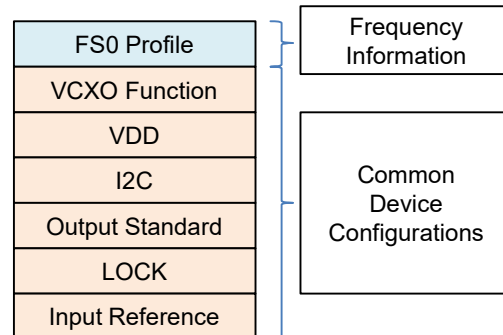 FS0 Profile
VCXO Function
VDD
I2C
Output Standard
LOCK
Input Reference
Frequency
Information
Common
Device
Configurations